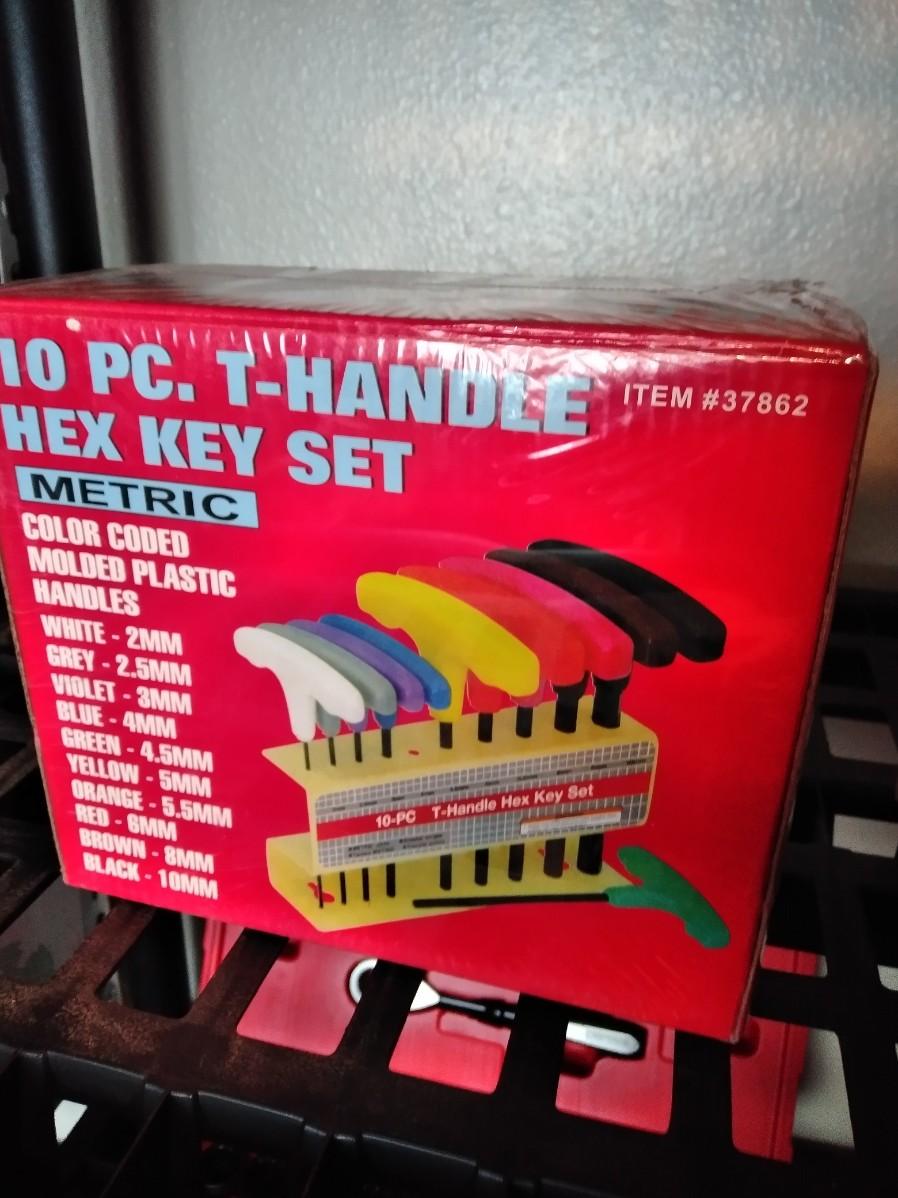 10 PC. T-HANDLE
HEX KEY SET
ITEM #37862
METRIC
COLOR CODED
MOLDED PLASTIC
HANDLES
WHITE - 2MM
GREY - 2.5MM
VIOLET - 3MM
BLUE - 4MM
GREEN - 4.5MM
YELLOW - 5MM
ORANGE - 5.5MM
RED - 6MM
BROWN - 8MM
BLACK - 10MM
10-PC T-Handle Hex Key Set